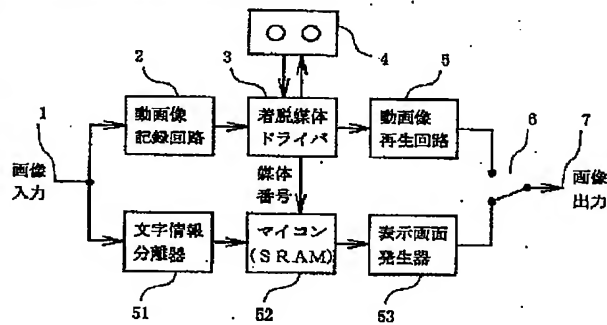 4
2
3
5
1
動画像
記録回路
着脱媒体
ドライバ
動画像
再生回路
6
7
画像
入力
媒体
番号
画像
出力
文字情報
分離器
マイコン
(SRAM)
表示画面
発生器
51
52
53